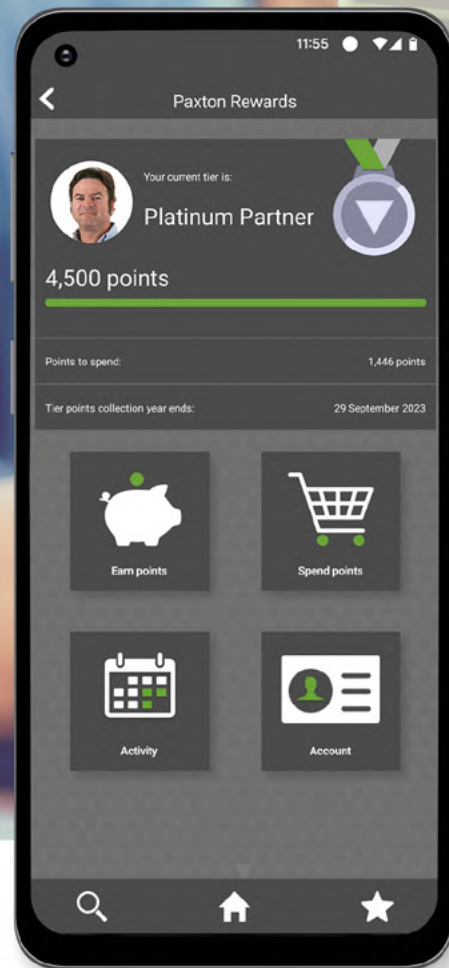 11:55
Paxton Rewards
Your current tier is:
Platinum Partner
4,500 points
Points to spend: 1,446 points
Tier points collection year ends: 29 September 2023
Earn points
Spend points
Activity
Account